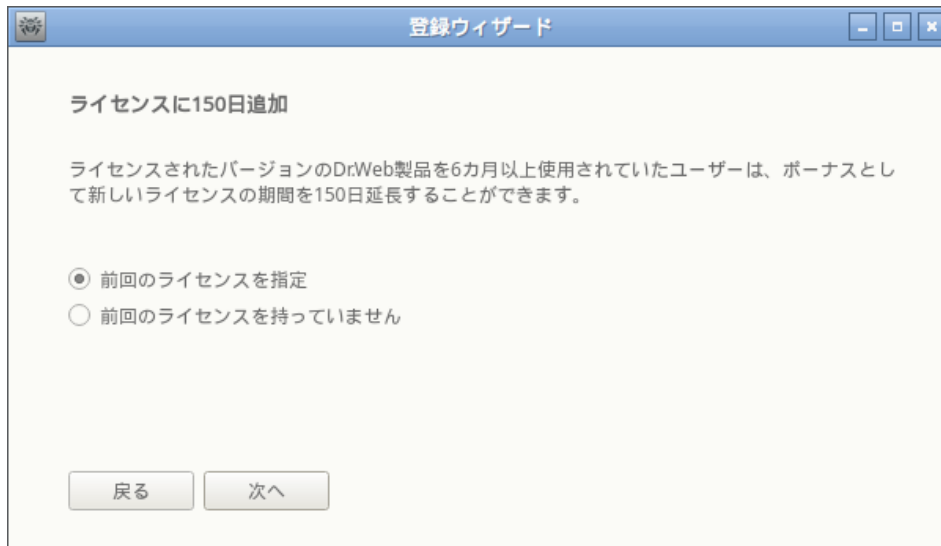 登録ウィザード
ライセンスに150日追加
ライセンスされたバージョンのDr.Web製品を6カ月以上使用されていたユーザーは、ボーナスとし
て新しいライセンスの期間を150日延長することができます。
前回のライセンスを指定
前回のライセンスを持っていません
戻る
次へ